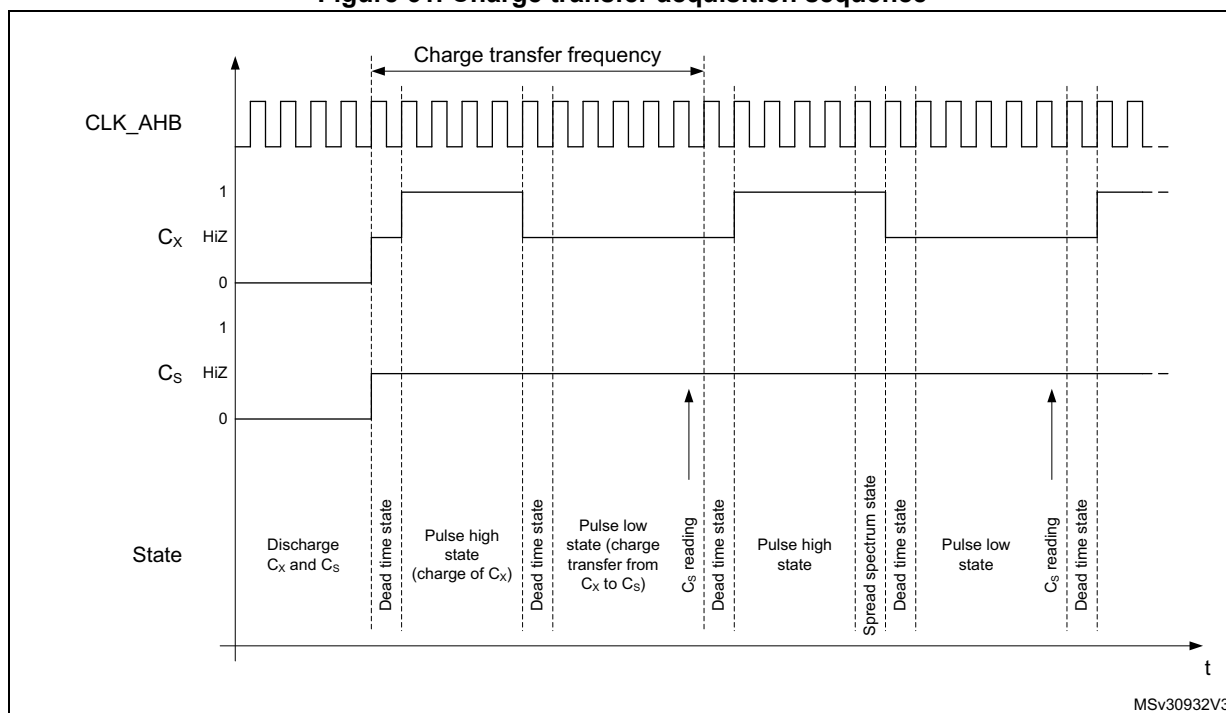 Charge transfer frequency
CLK_AHB
1
CX HiZ
0
1
CS HiZ
0
State
Discharge
CX and CS
Dead time state
Pulse high
state
(charge of CX)
Dead time state
Pulse low
state (charge
transfer from
CX to CS)
CS reading
Dead time state
Pulse high
state
Spread spectrum state
Dead time state
Pulse low
state
CS reading
Dead time state
t
MSv30932V3